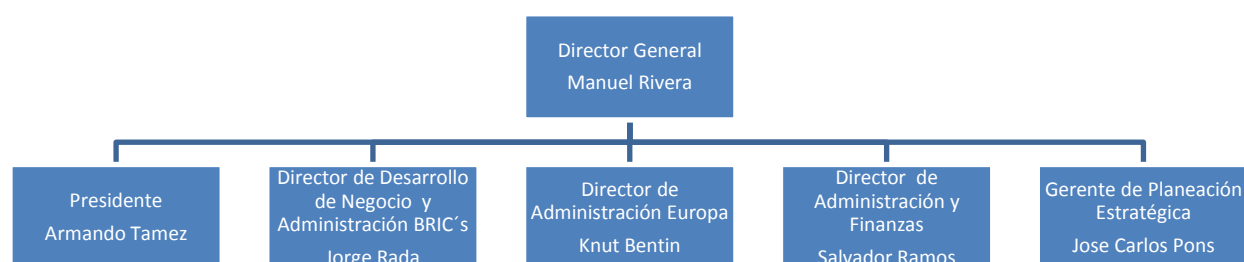 Director General
Manuel Rivera
Presidente
Armando Tamez
Director de Desarrollo
de Negocio y
Administración BRIC´s
Jorge Rada
Director de
Administración Europa
Knut Bentin
Director de
Administración y
Finanzas
Salvador Ramos
Gerente de Planeación
Estratégica
Jose Carlos Pons